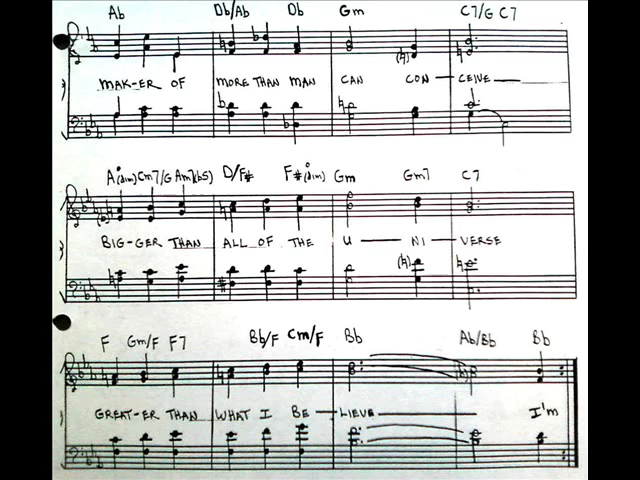 Ab Db/Ab Db Gm C7/G C7
MAK-ER OF MORE THAN MAN CAN CON-CEIVE
A°(dim) Cm7/G Am7(b5) D/F# F#°(dim) Gm Gm7 C7
BIG-GER THAN ALL OF THE U-NI-VERSE
F Gm/F F7 Bb/F Cm/F Bb Ab/Bb Bb
GREAT-ER THAN WHAT I BE-LIEVE I'm